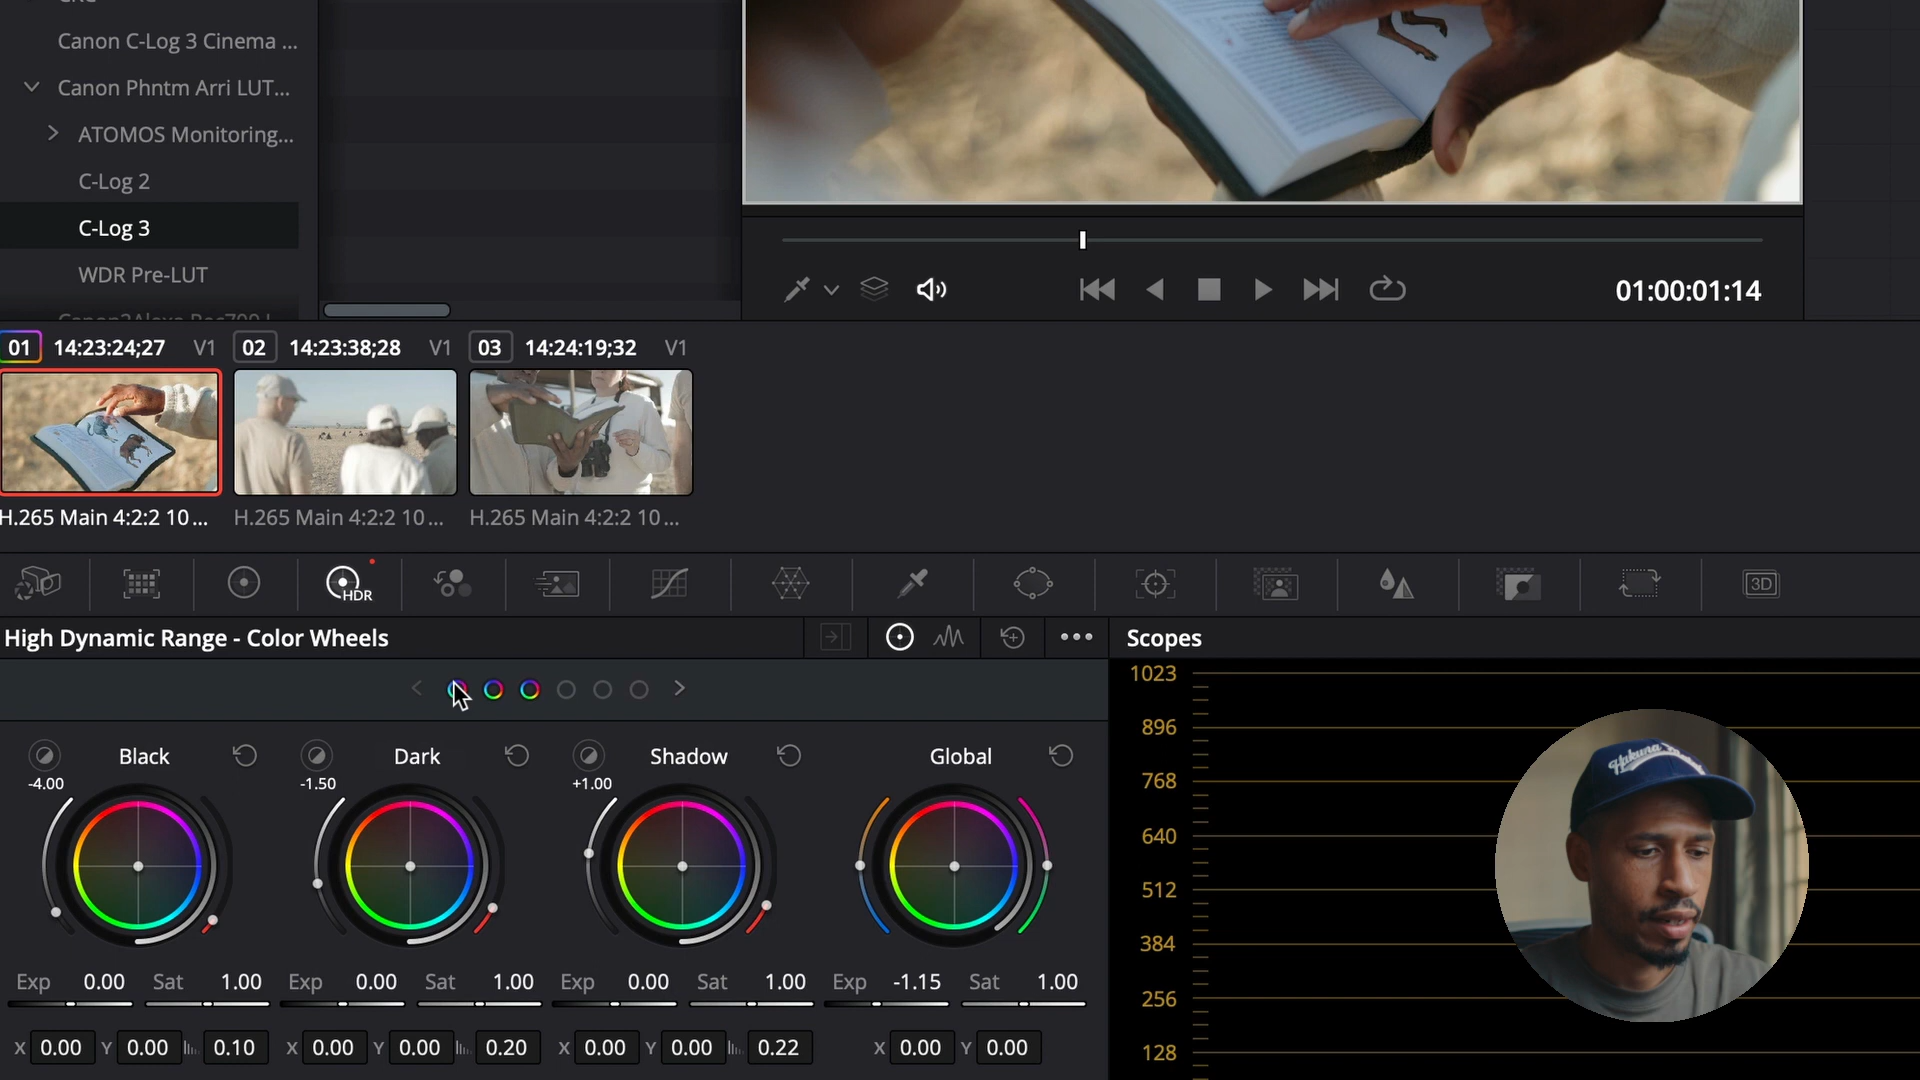 Canon C-Log 3 Cinema ...
Canon Phntm Arri LUT...
ATOMOS Monitoring...
C-Log 2
C-Log 3
WDR Pre-LUT
01:00:01:14
01 14:23:24;27 V1
02 14:23:38;28 V1
03 14:24:19;32 V1
H.265 Main 4:2:2 10 ...
H.265 Main 4:2:2 10 ...
H.265 Main 4:2:2 10 ...
HDR
3D
High Dynamic Range - Color Wheels
Scopes
1023
896
768
640
512
384
256
128
Hakuna
Black
-4.00
Exp 0.00 Sat 1.00
X 0.00 Y 0.00 0.10
Dark
-1.50
Exp 0.00 Sat 1.00
X 0.00 Y 0.00 0.20
Shadow
+1.00
Exp 0.00 Sat 1.00
X 0.00 Y 0.00 0.22
Global
Exp -1.15 Sat 1.00
X 0.00 Y 0.00